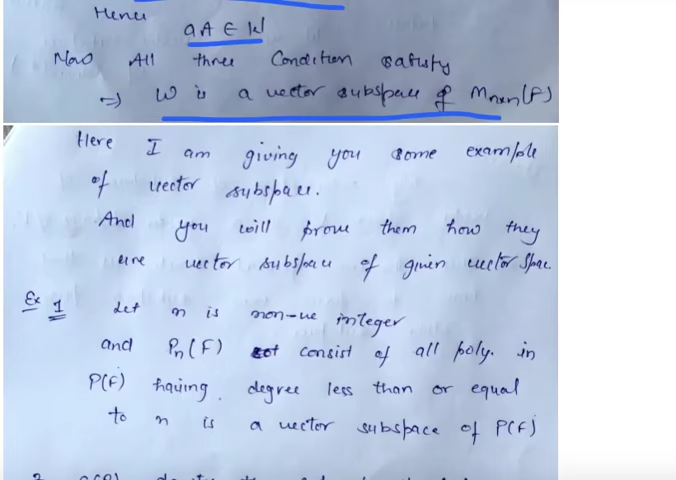 Hence
aA ∈ W
Now All three Condition satisfy
⇒ W is a vector subspace of Mnxn(F)
Here I am giving you some example
of vector subspace.
And you will prove them how they
are vector subspace of given vector Space.
Ex 1 Let n is non-ve integer
and Pn(F) consist of all poly. in
P(F) having degree less than or equal
to n is a vector subspace of P(F)